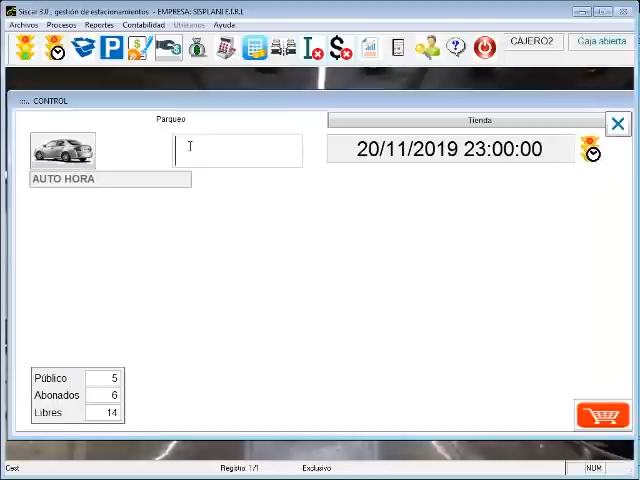 Siscar 3.0 , gestión de estacionamientos - EMPRESA: SISPLANI E.I.R.L
Archivos Procesos Reportes Contabilidad Utilitarios Ayuda
CAJERO2 Caja abierta
CONTROL
Parqueo Tienda
20/11/2019 23:00:00
AUTO HORA
Público 5
Abonados 6
Libres 14
Registro: 1/1 Exclusivo NUM